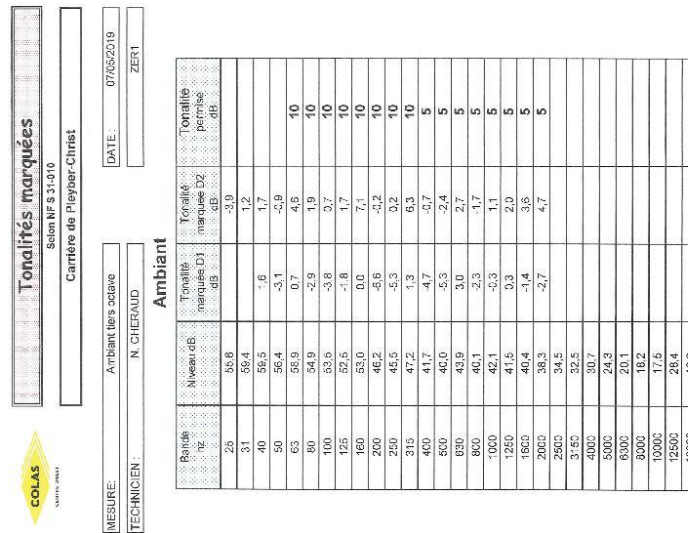 COLAS
Tonalités marquées
Selon NF S 31-010
Carrière de Pleyber-Christ
MESURE: Ambiant tiers octave DATE : 07/05/2019
TECHNICIEN : N. CHERAUD ZER1
Ambiant
Bande hz Niveau dB Tonalité marquée D1 dB Tonalité marquée D2 dB Tonalité permise dB
25 55,8 -3,9
31 59,4 1,2
40 59,5 1,6 1,7
50 56,4 -3,1 -0,9
63 58,9 0,7 4,6 10
80 54,9 -2,9 1,9 10
100 53,5 -3,8 0,7 10
125 52,5 -1,8 1,7 10
160 53,0 0,0 7,1 10
200 46,2 -6,6 -0,2 10
250 45,5 -5,3 0,2 10
315 47,2 1,3 6,3 10
400 41,7 -4,7 -0,7 5
500 40,0 -5,3 -2,4 5
630 43,9 3,0 2,7 5
800 40,1 -2,3 -1,7 5
1000 42,1 -0,3 1,1 5
1250 41,5 0,3 2,0 5
1600 40,4 -1,4 3,6 5
2000 38,3 -2,7 4,7 5
2500 34,5
3150 32,5
4000 30,7
5000 24,3
6300 20,1
8000 18,2
10000 17,5
12500 28,4